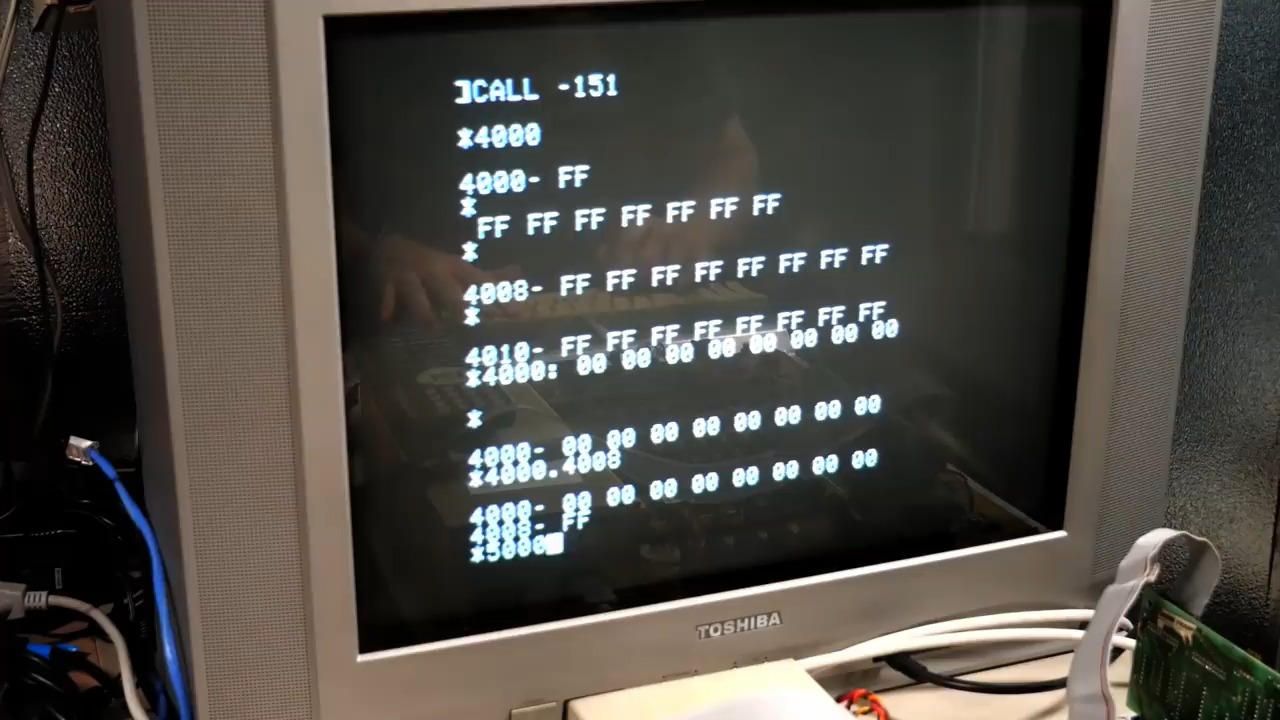 ]CALL -151
*4000
4000- FF
*
FF FF FF FF FF FF FF
*
4008- FF FF FF FF FF FF FF FF
*
4010- FF FF FF FF FF FF FF FF
*4000: 00 00 00 00 00 00 00 00
*
4000- 00 00 00 00 00 00 00 00
*4000.4008
4000- 00 00 00 00 00 00 00 00
4008- FF
*5000
TOSHIBA